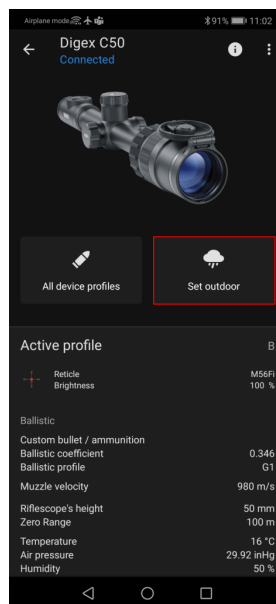 Airplane mode 91% 11:02
Digex C50
Connected
All device profiles
Set outdoor
Active profile B
Reticle M56Fi
Brightness 100 %
Ballistic
Custom bullet / ammunition
Ballistic coefficient 0.346
Ballistic profile G1
Muzzle velocity 980 m/s
Riflescope's height 50 mm
Zero Range 100 m
Temperature 16 °C
Air pressure 29.92 inHg
Humidity 50 %